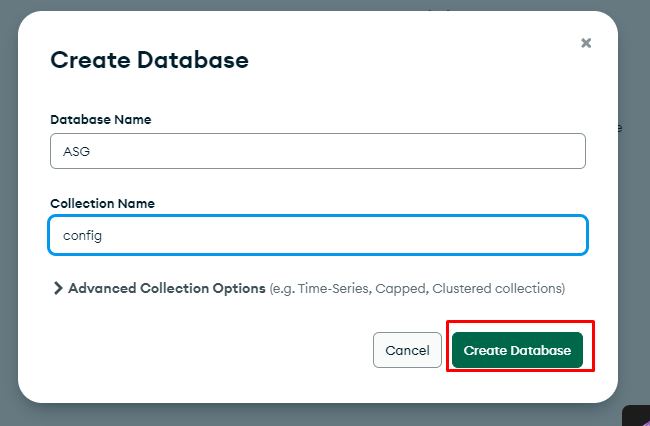 Create Database
Database Name
ASG
Collection Name
config
Advanced Collection Options (e.g. Time-Series, Capped, Clustered collections)
Cancel
Create Database